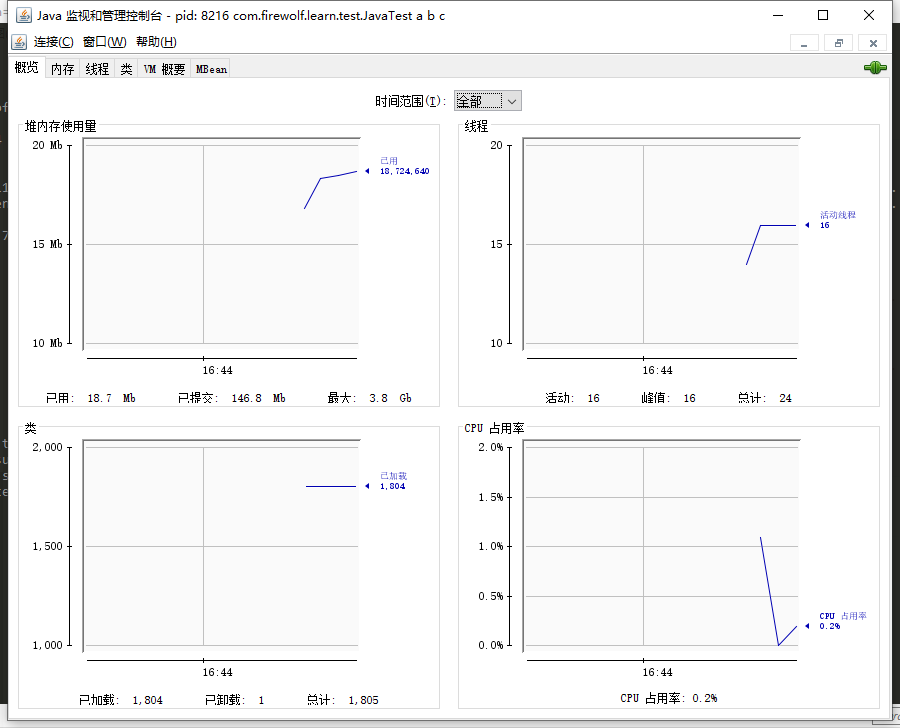 Java 监视和管理控制台 - pid: 8216 com.firewolf.learn.test.JavaTest a b c
连接(C) 窗口(W) 帮助(H)
概览 内存 线程 类 VM 概要 MBean
时间范围(T): 全部
堆内存使用量
20 Mb
15 Mb
10 Mb
已用
18,724,640
16:44
已用: 18.7 Mb 已提交: 146.8 Mb 最大: 3.8 Gb
线程
20
15
10
活动线程
16
16:44
活动: 16 峰值: 16 总计: 24
类
2,000
1,500
1,000
已加载
1,804
16:44
已加载: 1,804 已卸载: 1 总计: 1,805
CPU 占用率
2.0%
1.5%
1.0%
0.5%
0.0%
CPU 占用率
0.2%
16:44
CPU 占用率: 0.2%